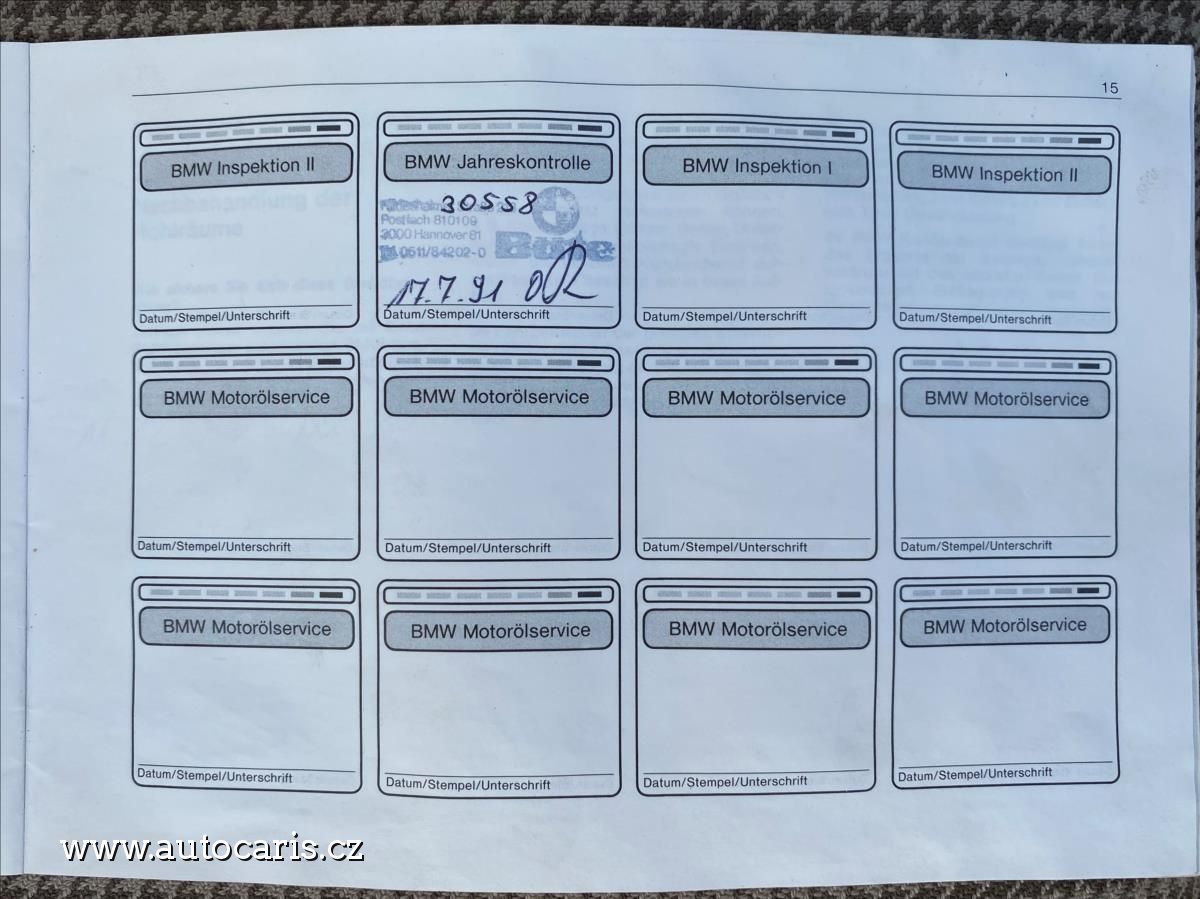 15
BMW Inspektion II
BMW Jahreskontrolle
BMW Inspektion I
BMW Inspektion II
30558
Postfach 810109
3000 Hannover 81
0511/84202-0
Bute
17.7.91
Datum/Stempel/Unterschrift
Datum/Stempel/Unterschrift
Datum/Stempel/Unterschrift
Datum/Stempel/Unterschrift
BMW Motorölservice
BMW Motorölservice
BMW Motorölservice
BMW Motorölservice
Datum/Stempel/Unterschrift
Datum/Stempel/Unterschrift
Datum/Stempel/Unterschrift
Datum/Stempel/Unterschrift
BMW Motorölservice
BMW Motorölservice
BMW Motorölservice
BMW Motorölservice
Datum/Stempel/Unterschrift
Datum/Stempel/Unterschrift
Datum/Stempel/Unterschrift
Datum/Stempel/Unterschrift
www.autocaris.cz